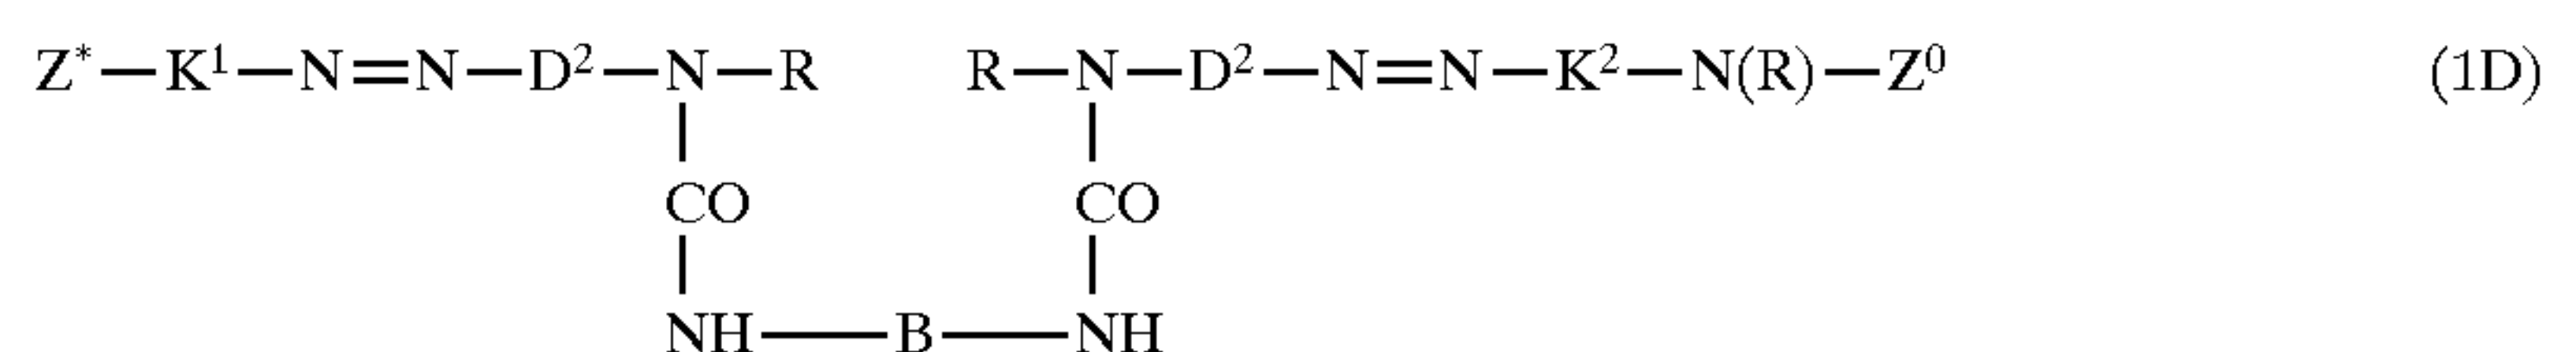 Z*—K¹—N=N—D²—N—R R—N—D²—N=N—K²—N(R)—Z⁰ (1D)
CO CO
NH—B—NH